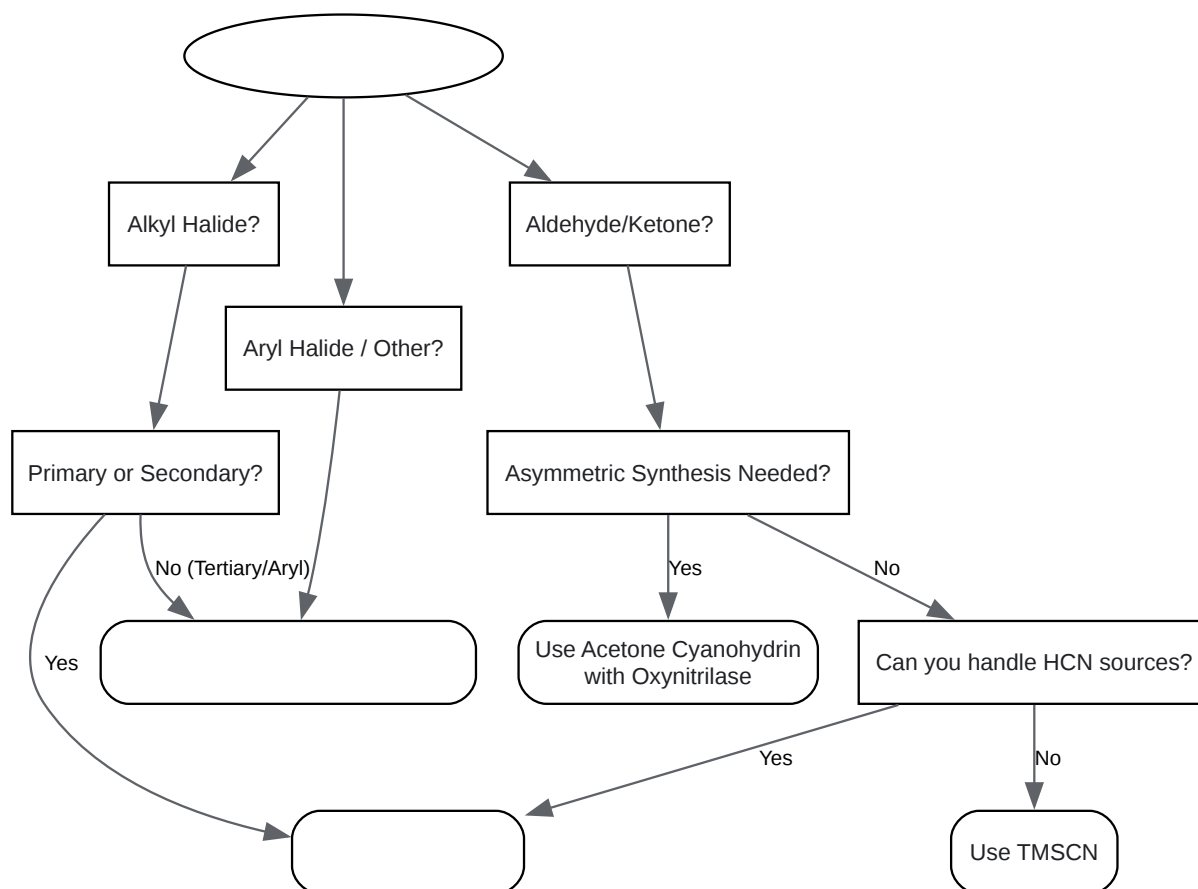 Alkyl Halide?
Aldehyde/Ketone?
Aryl Halide / Other?
Primary or Secondary?
Asymmetric Synthesis Needed?
No (Tertiary/Aryl)
Yes
No
Yes
Use Acetone Cyanohydrin
with Oxynitrilase
Can you handle HCN sources?
Yes
No
Use TMSCN